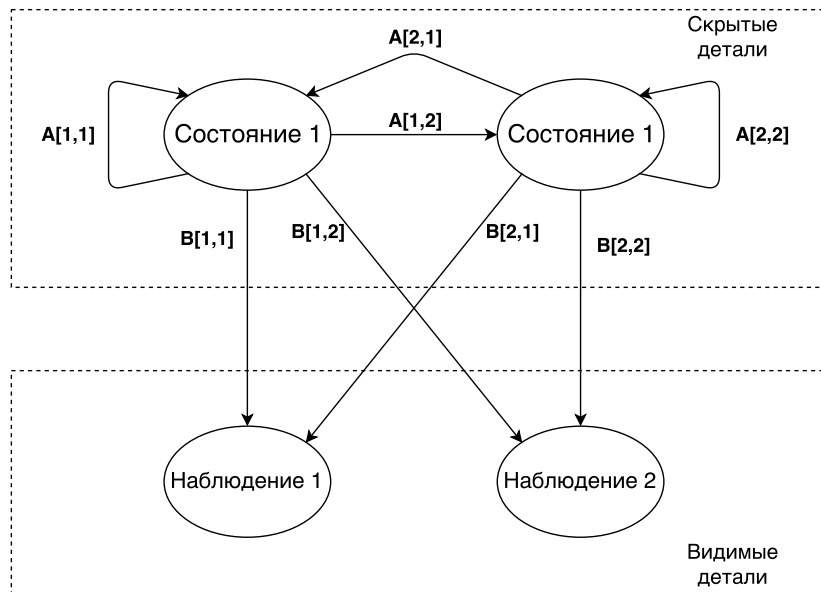 Скрытые
детали
A[2,1]
A[1,1]
Состояние 1
A[1,2]
Состояние 1
A[2,2]
B[1,1]
B[1,2]
B[2,1]
B[2,2]
Наблюдение 1
Наблюдение 2
Видимые
детали